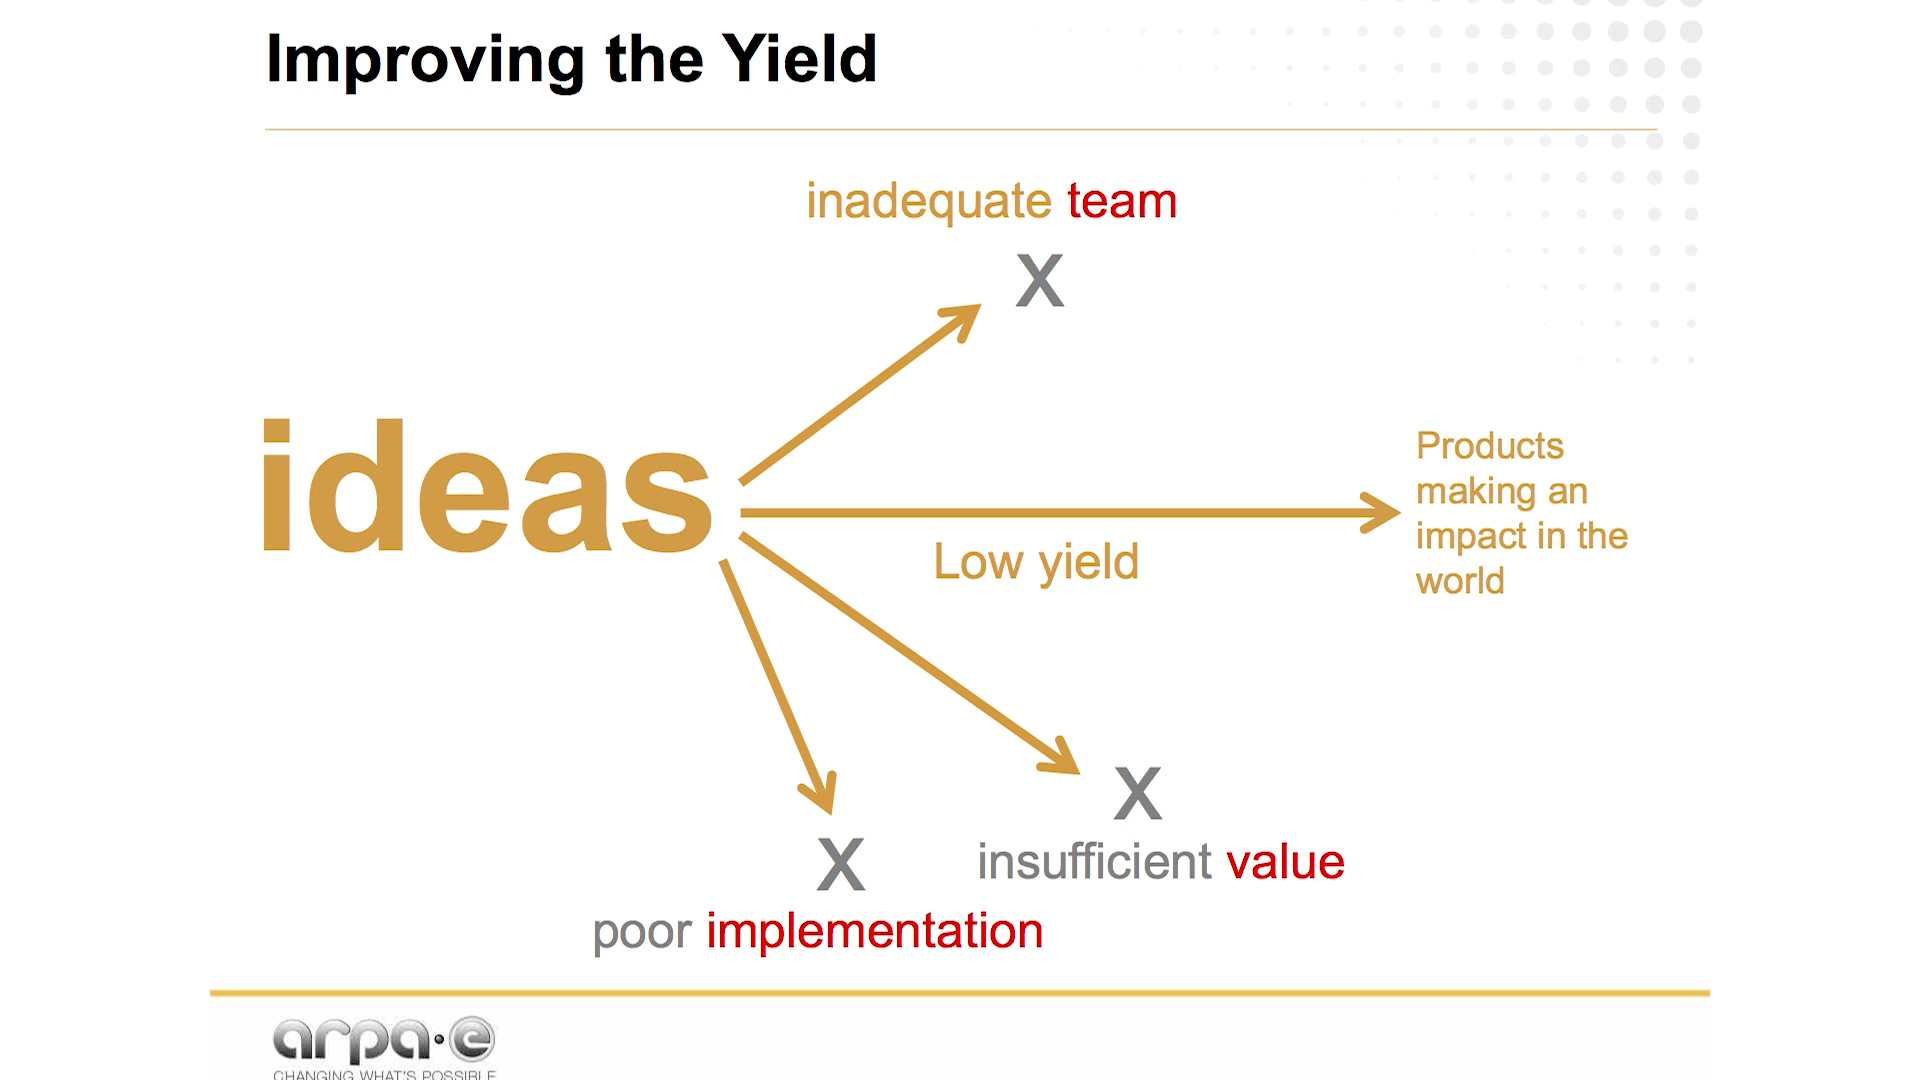 Improving the Yield
inadequate team
X
ideas
Products
making an
impact in the
world
Low yield
X
insufficient value
X
poor implementation
arpa·e
CHANGING WHAT'S POSSIBLE